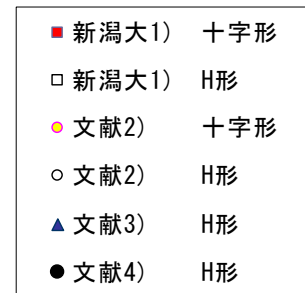 新潟大1) 十字形
新潟大1) H形
文献2) 十字形
文献2) H形
文献3) H形
文献4) H形